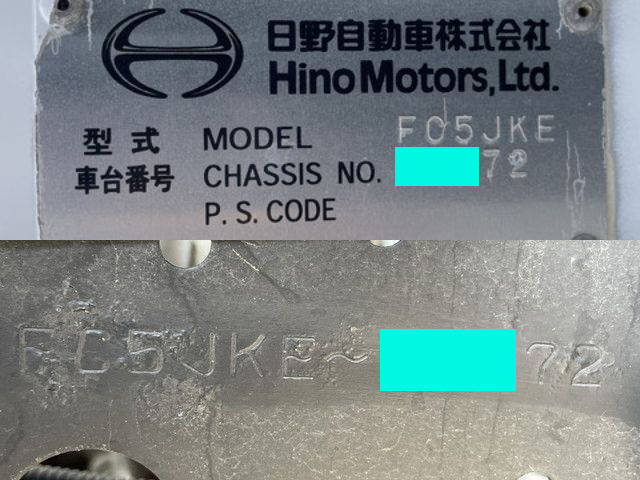 日野自動車株式会社
Hino Motors, Ltd.
型式 MODEL FC5JKE
車台番号 CHASSIS NO. 72
P.S.CODE
FC5JKE~ 72